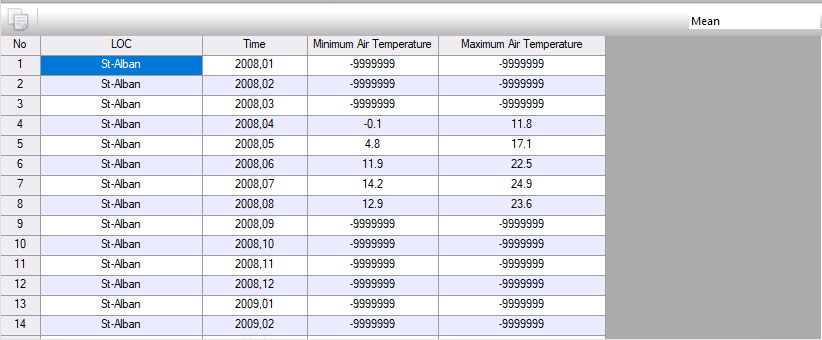 Mean
No LOC Time Minimum Air Temperature Maximum Air Temperature
1 St-Alban 2008,01 -9999999 -9999999
2 St-Alban 2008,02 -9999999 -9999999
3 St-Alban 2008,03 -9999999 -9999999
4 St-Alban 2008,04 -0.1 11.8
5 St-Alban 2008,05 4.8 17.1
6 St-Alban 2008,06 11.9 22.5
7 St-Alban 2008,07 14.2 24.9
8 St-Alban 2008,08 12.9 23.6
9 St-Alban 2008,09 -9999999 -9999999
10 St-Alban 2008,10 -9999999 -9999999
11 St-Alban 2008,11 -9999999 -9999999
12 St-Alban 2008,12 -9999999 -9999999
13 St-Alban 2009,01 -9999999 -9999999
14 St-Alban 2009,02 -9999999 -9999999